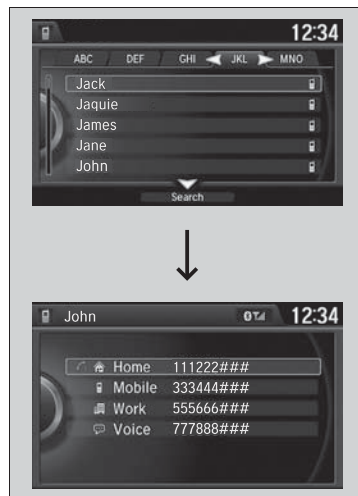 12:34
ABC DEF GHI JKL MNO
Jack
Jaquie
James
Jane
John
Search
John 12:34
Home 111222###
Mobile 333444###
Work 555666###
Voice 777888###